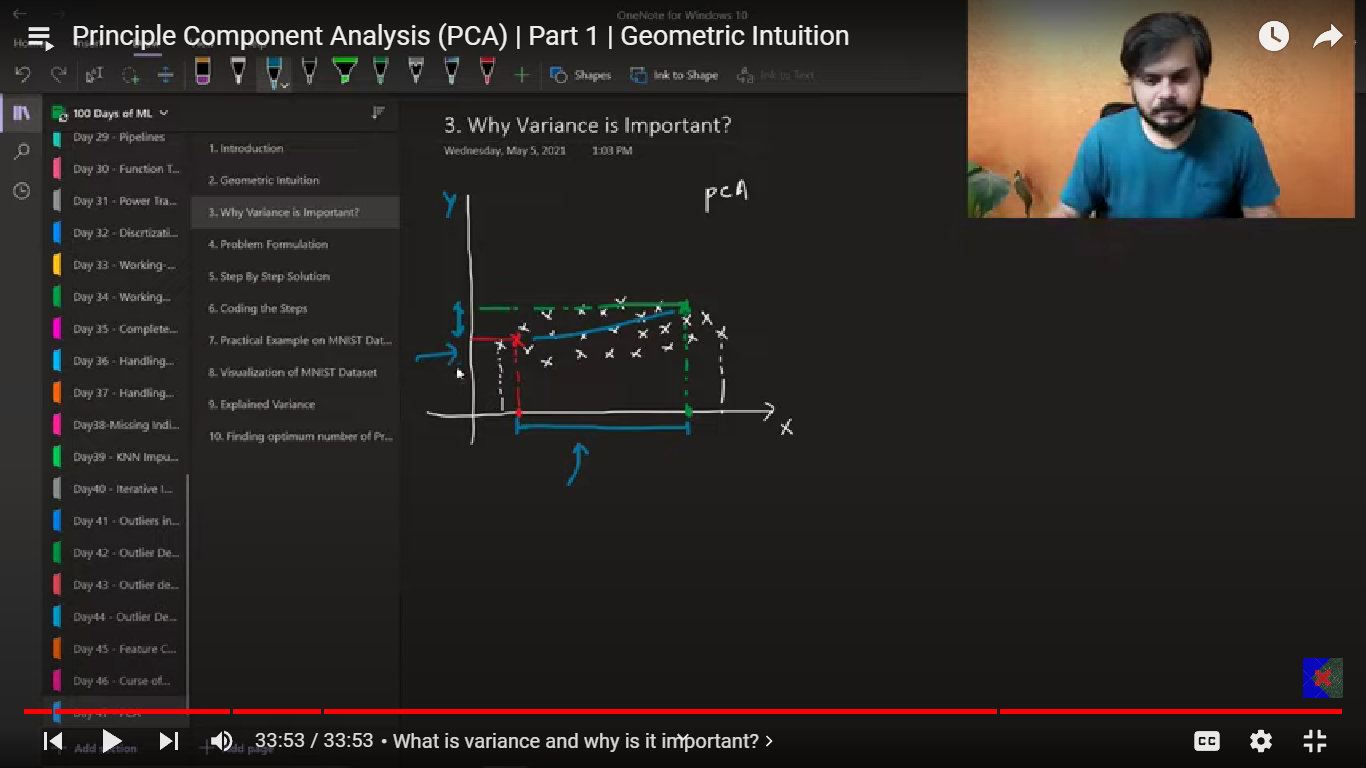 OneNote for Windows 10
Principle Component Analysis (PCA) | Part 1 | Geometric Intuition
Shapes
Ink to Shape
Ink to Text
100 Days of ML
Day 29 - Pipelines
Day 30 - Function T...
Day 31 - Power Tra...
Day 32 - Discrtizati...
Day 33 - Working-...
Day 34 - Working...
Day 35 - Complete...
Day 36 - Handling...
Day 37 - Handling...
Day38-Missing Indi...
Day39 - KNN Impu...
Day40 - Iterative I...
Day 41 - Outliers in...
Day 42 - Outlier De...
Day 43 - Outlier de...
Day44 - Outlier De...
Day 45 - Feature C...
Day 46 - Curse of...
Day 47 - PCA
Add section
1. Introduction
2. Geometric Intuition
3. Why Variance is Important?
4. Problem Formulation
5. Step By Step Solution
6. Coding the Steps
7. Practical Example on MNIST Dat...
8. Visualization of MNIST Dataset
9. Explained Variance
10. Finding optimum number of Pr...
Add page
3. Why Variance is Important?
Wednesday, May 5, 2021 1:03 PM
pcA
Y
X
33:53 / 33:53 • What is variance and why is it important? >
CC